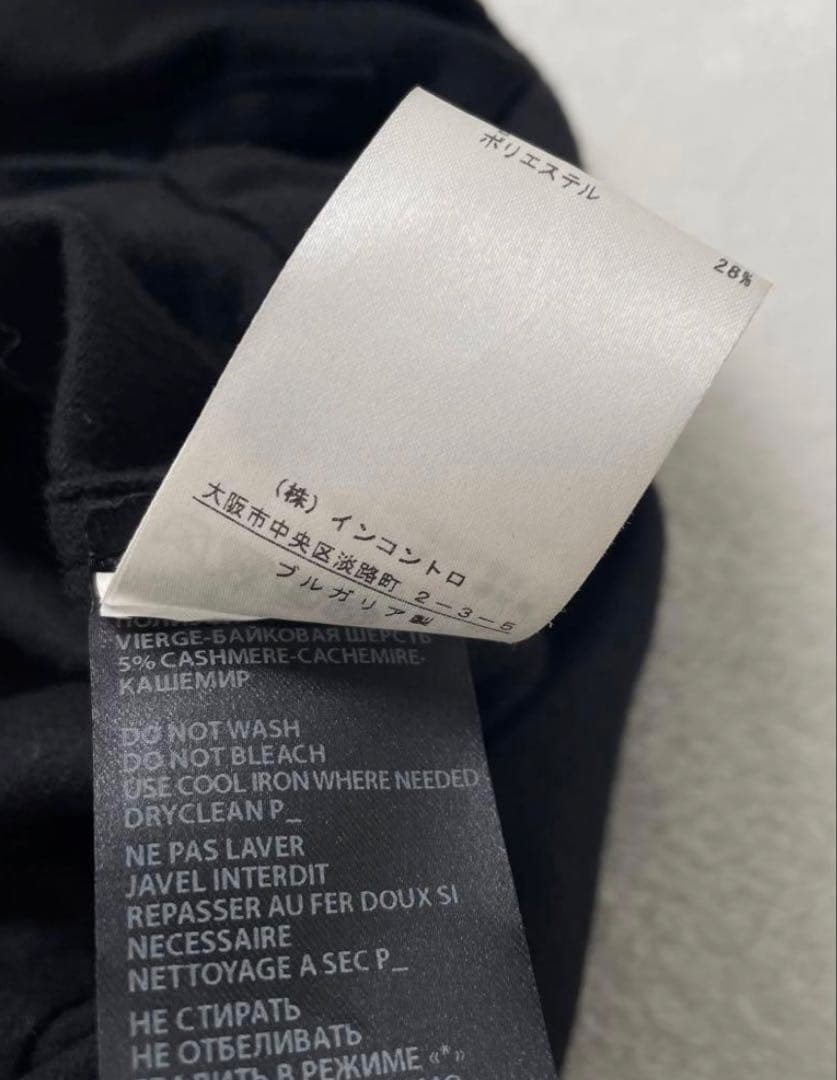 ポリエステル
28%
(株) インコントロ
大阪市中央区淡路町 2-3-5
ブルガリア製
VIERGE-БАЙКОВАЯ ШЕРСТЬ
5% CASHMERE-CACHEMIRE-
КАШЕМИР
DO NOT WASH
DO NOT BLEACH
USE COOL IRON WHERE NEEDED
DRYCLEAN P_
NE PAS LAVER
JAVEL INTERDIT
REPASSER AU FER DOUX SI
NECESSAIRE
NETTOYAGE A SEC P_
НЕ СТИРАТЬ
НЕ ОТБЕЛИВАТЬ
В РЕЖИМЕ «*»